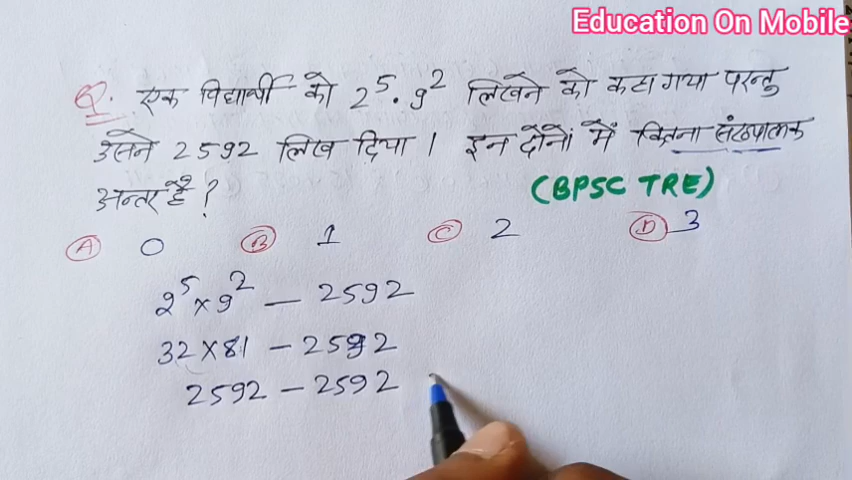 Education On Mobile
Q. एक विद्यार्थी को 2⁵·9² लिखने को कहा गया परन्तु
उसने 2592 लिख दिया। इन दोनों में कितना संख्यात्मक
अन्तर है?
(BPSC TRE)
A 0 B 1 C 2 D 3
2⁵×9² — 2592
32×81 – 2592
2592 – 2592